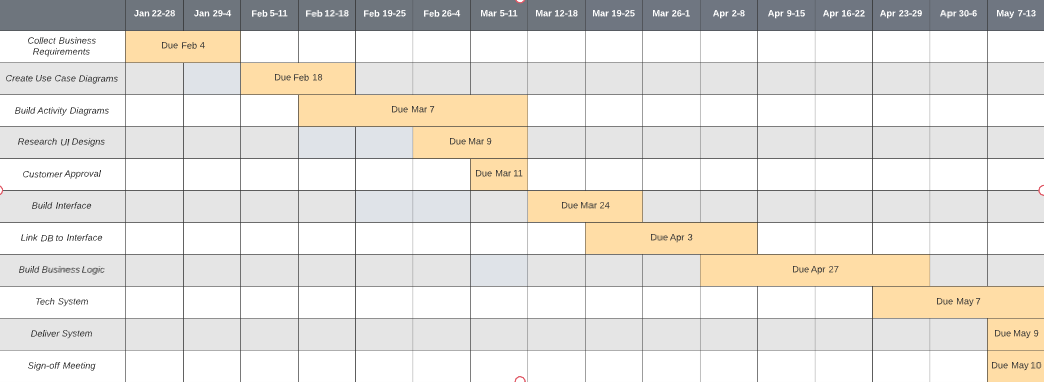 Jan 22-28 Jan 29-4 Feb 5-11 Feb 12-18 Feb 19-25 Feb 26-4 Mar 5-11 Mar 12-18 Mar 19-25 Mar 26-1 Apr 2-8 Apr 9-15 Apr 16-22 Apr 23-29 Apr 30-6 May 7-13
Collect Business
Requirements
Due Feb 4
Create Use Case Diagrams Due Feb 18
Build Activity Diagrams Due Mar 7
Research UI Designs Due Mar 9
Customer Approval Due Mar 11
Build Interface Due Mar 24
Link DB to Interface Due Apr 3
Build Business Logic Due Apr 27
Tech System Due May 7
Deliver System Due May 9
Sign-off Meeting Due May 10